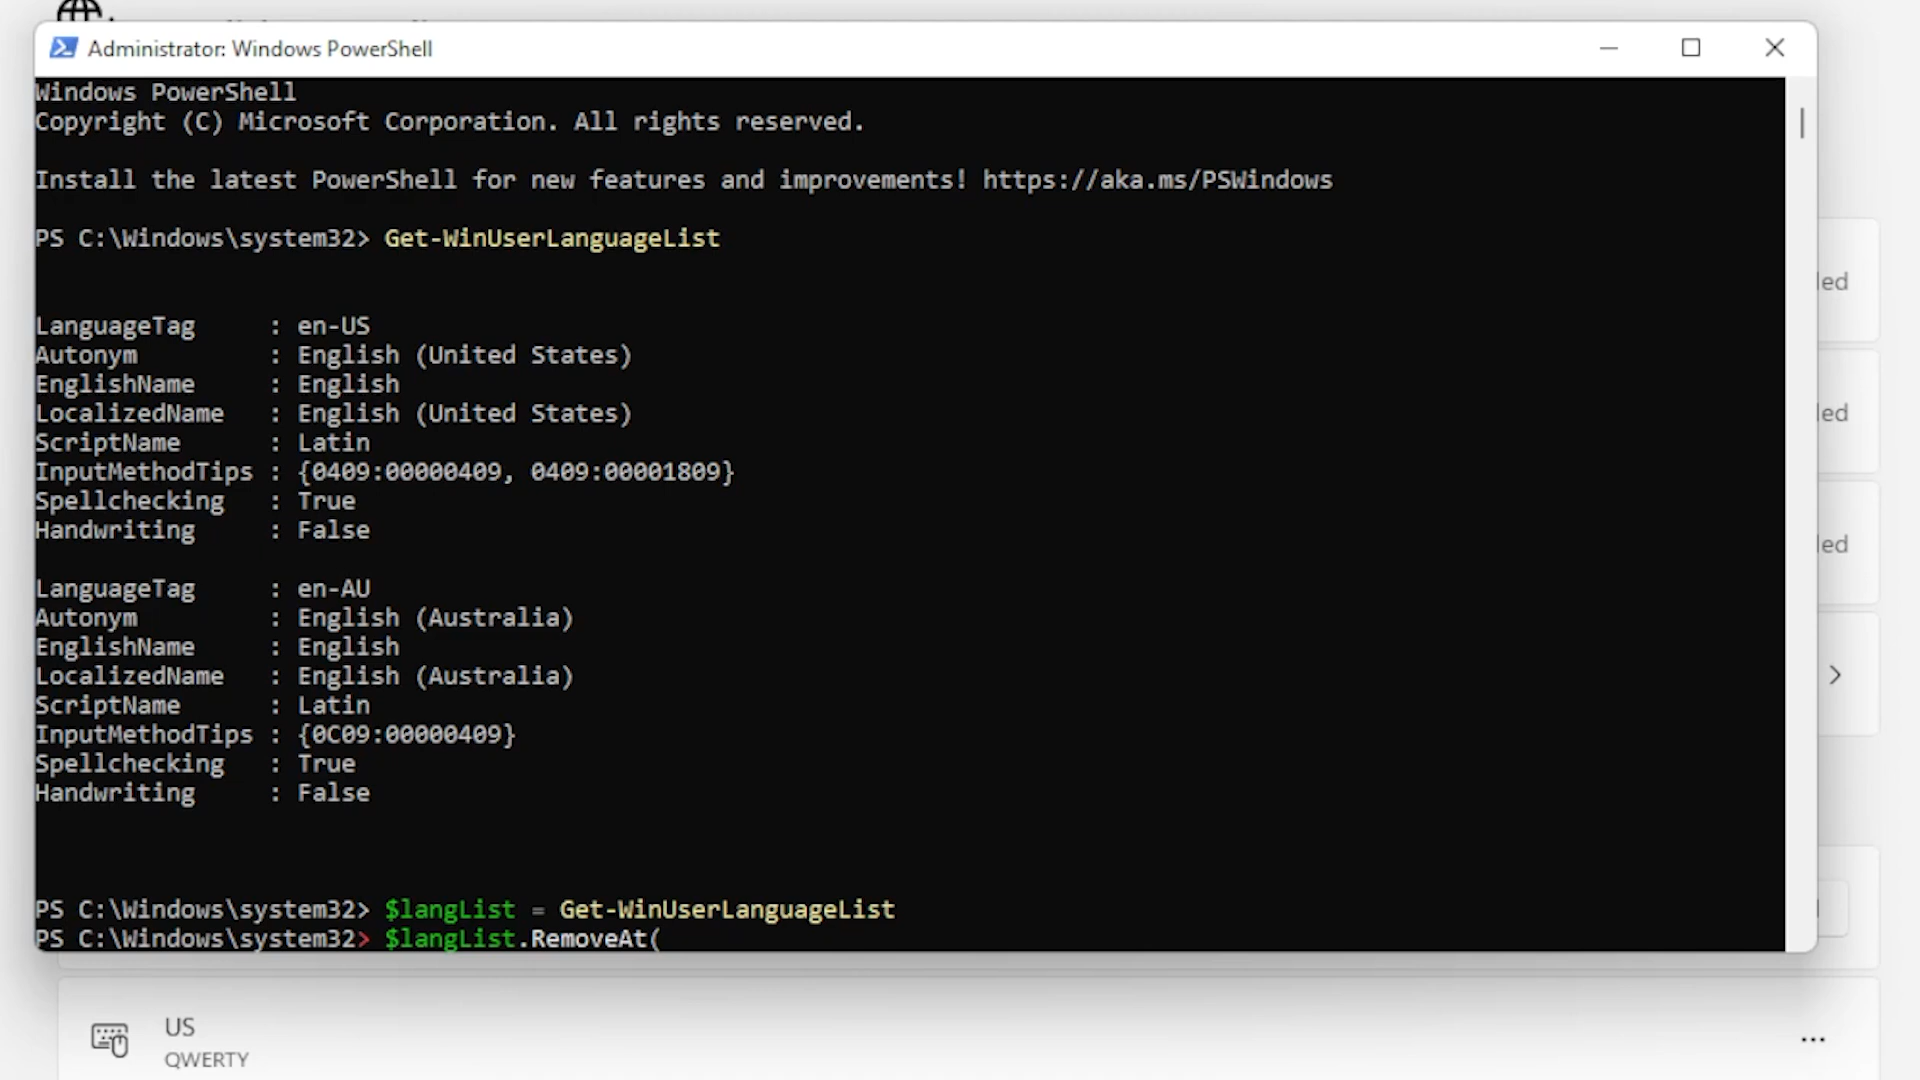 Administrator: Windows PowerShell
Windows PowerShell
Copyright (C) Microsoft Corporation. All rights reserved.
Install the latest PowerShell for new features and improvements! https://aka.ms/PSWindows
PS C:\Windows\system32> Get-WinUserLanguageList
LanguageTag : en-US
Autonym : English (United States)
EnglishName : English
LocalizedName : English (United States)
ScriptName : Latin
InputMethodTips : {0409:00000409, 0409:00001809}
Spellchecking : True
Handwriting : False
LanguageTag : en-AU
Autonym : English (Australia)
EnglishName : English
LocalizedName : English (Australia)
ScriptName : Latin
InputMethodTips : {0C09:00000409}
Spellchecking : True
Handwriting : False
PS C:\Windows\system32> $langList = Get-WinUserLanguageList
PS C:\Windows\system32> $langList.RemoveAt(
US
QWERTY